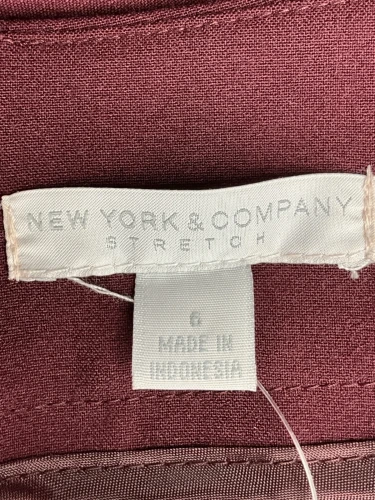 NEW YORK & COMPANY
STRETCH
6
MADE IN
INDONESIA